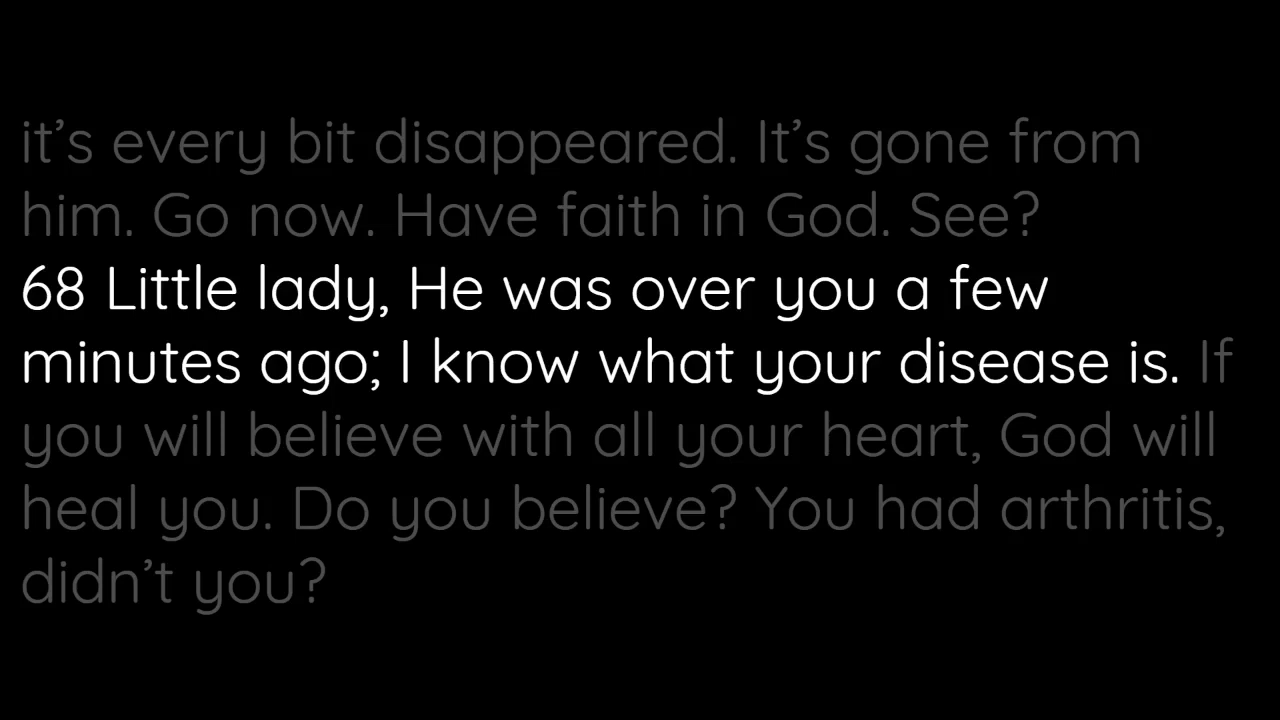 it’s every bit disappeared. It’s gone from
him. Go now. Have faith in God. See?
68 Little lady, He was over you a few
minutes ago; I know what your disease is. If
you will believe with all your heart, God will
heal you. Do you believe? You had arthritis,
didn’t you?